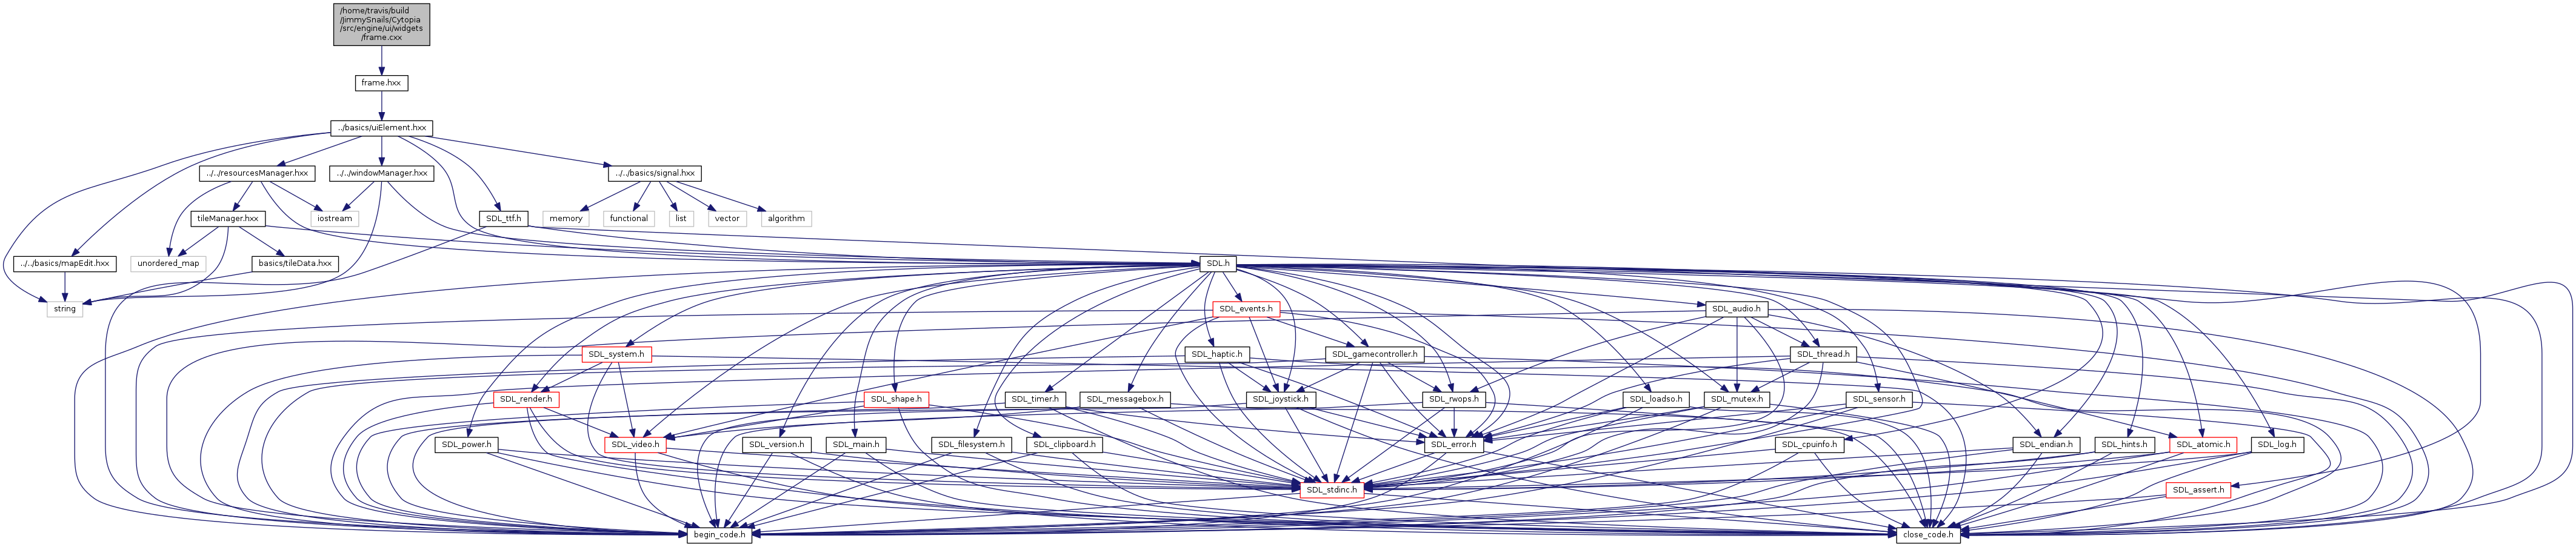 /home/travis/build
/JimmySnails/Cytopia
/src/engine/ui/widgets
/frame.cxx
frame.hxx
../basics/uiElement.hxx
../../resourcesManager.hxx
../../windowManager.hxx
../../basics/signal.hxx
tileManager.hxx
iostream
SDL_ttf.h
memory
functional
list
vector
algorithm
../../basics/mapEdit.hxx
unordered_map
basics/tileData.hxx
SDL.h
string
SDL_events.h
SDL_audio.h
SDL_system.h
SDL_haptic.h
SDL_gamecontroller.h
SDL_thread.h
SDL_render.h
SDL_shape.h
SDL_timer.h
SDL_messagebox.h
SDL_joystick.h
SDL_rwops.h
SDL_loadso.h
SDL_mutex.h
SDL_sensor.h
SDL_power.h
SDL_video.h
SDL_version.h
SDL_main.h
SDL_filesystem.h
SDL_clipboard.h
SDL_error.h
SDL_cpuinfo.h
SDL_endian.h
SDL_hints.h
SDL_atomic.h
SDL_log.h
SDL_stdinc.h
SDL_assert.h
begin_code.h
close_code.h